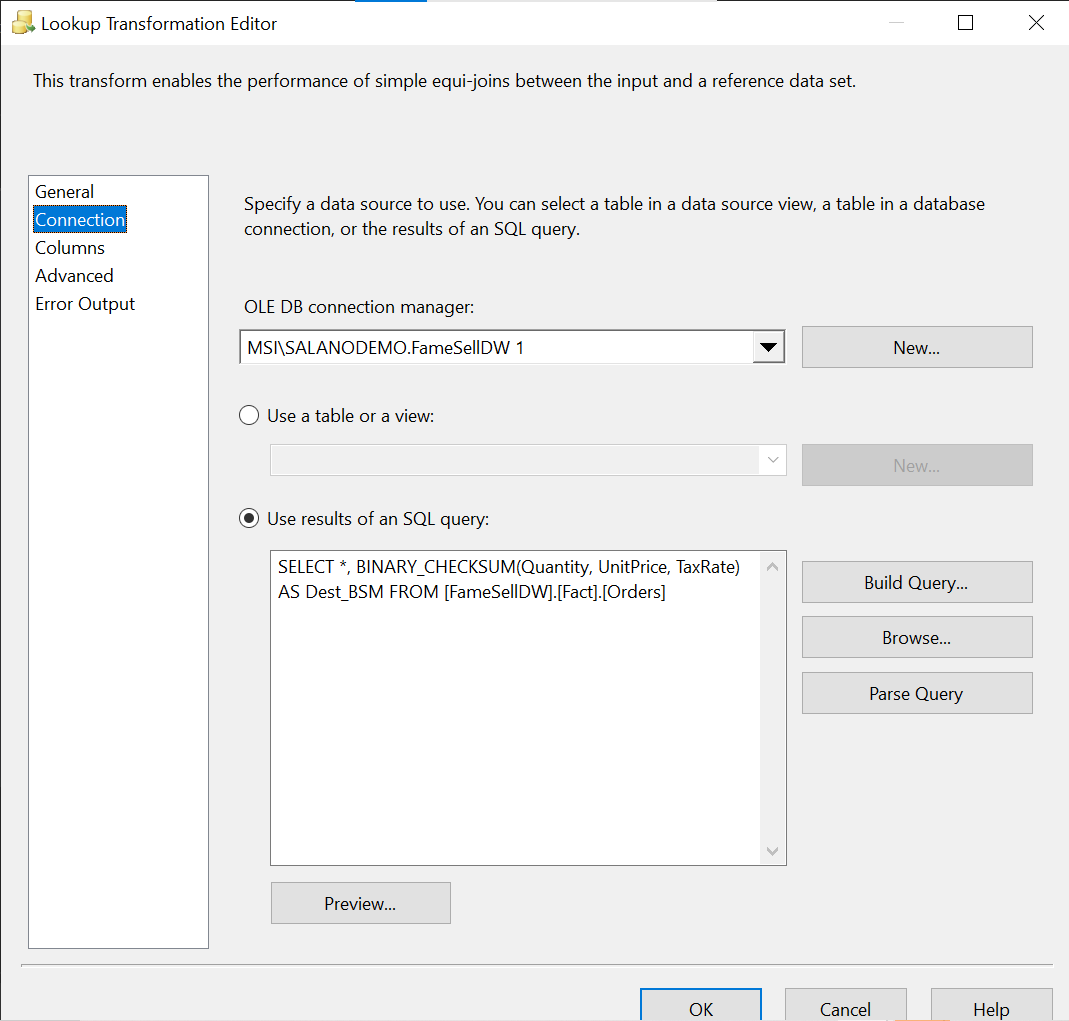 Lookup Transformation Editor
This transform enables the performance of simple equi-joins between the input and a reference data set.
General
Connection
Columns
Advanced
Error Output
Specify a data source to use. You can select a table in a data source view, a table in a database
connection, or the results of an SQL query.
OLE DB connection manager:
MSI\SALANODEMO.FameSellDW 1
New...
Use a table or a view:
New...
Use results of an SQL query:
SELECT *, BINARY_CHECKSUM(Quantity, UnitPrice, TaxRate)
AS Dest_BSM FROM [FameSellDW].[Fact].[Orders]
Build Query...
Browse...
Parse Query
Preview...
OK
Cancel
Help